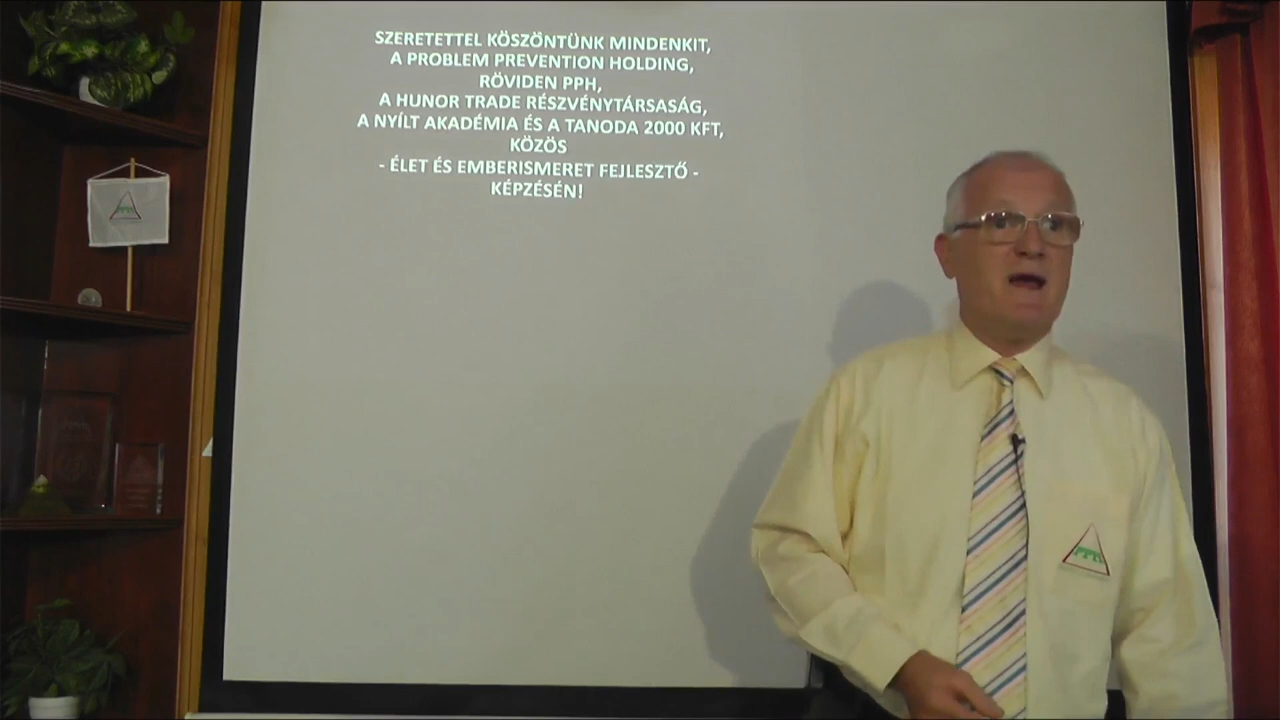 SZERETETTEL KÖSZÖNTÜNK MINDENKIT,
A PROBLEM PREVENTION HOLDING,
RÖVIDEN PPH,
A HUNOR TRADE RÉSZVÉNYTÁRSASÁG,
A NYÍLT AKADÉMIA ÉS A TANODA 2000 KFT,
KÖZÖS
- ÉLET ÉS EMBERISMERET FEJLESZTŐ -
KÉPZÉSÉN!